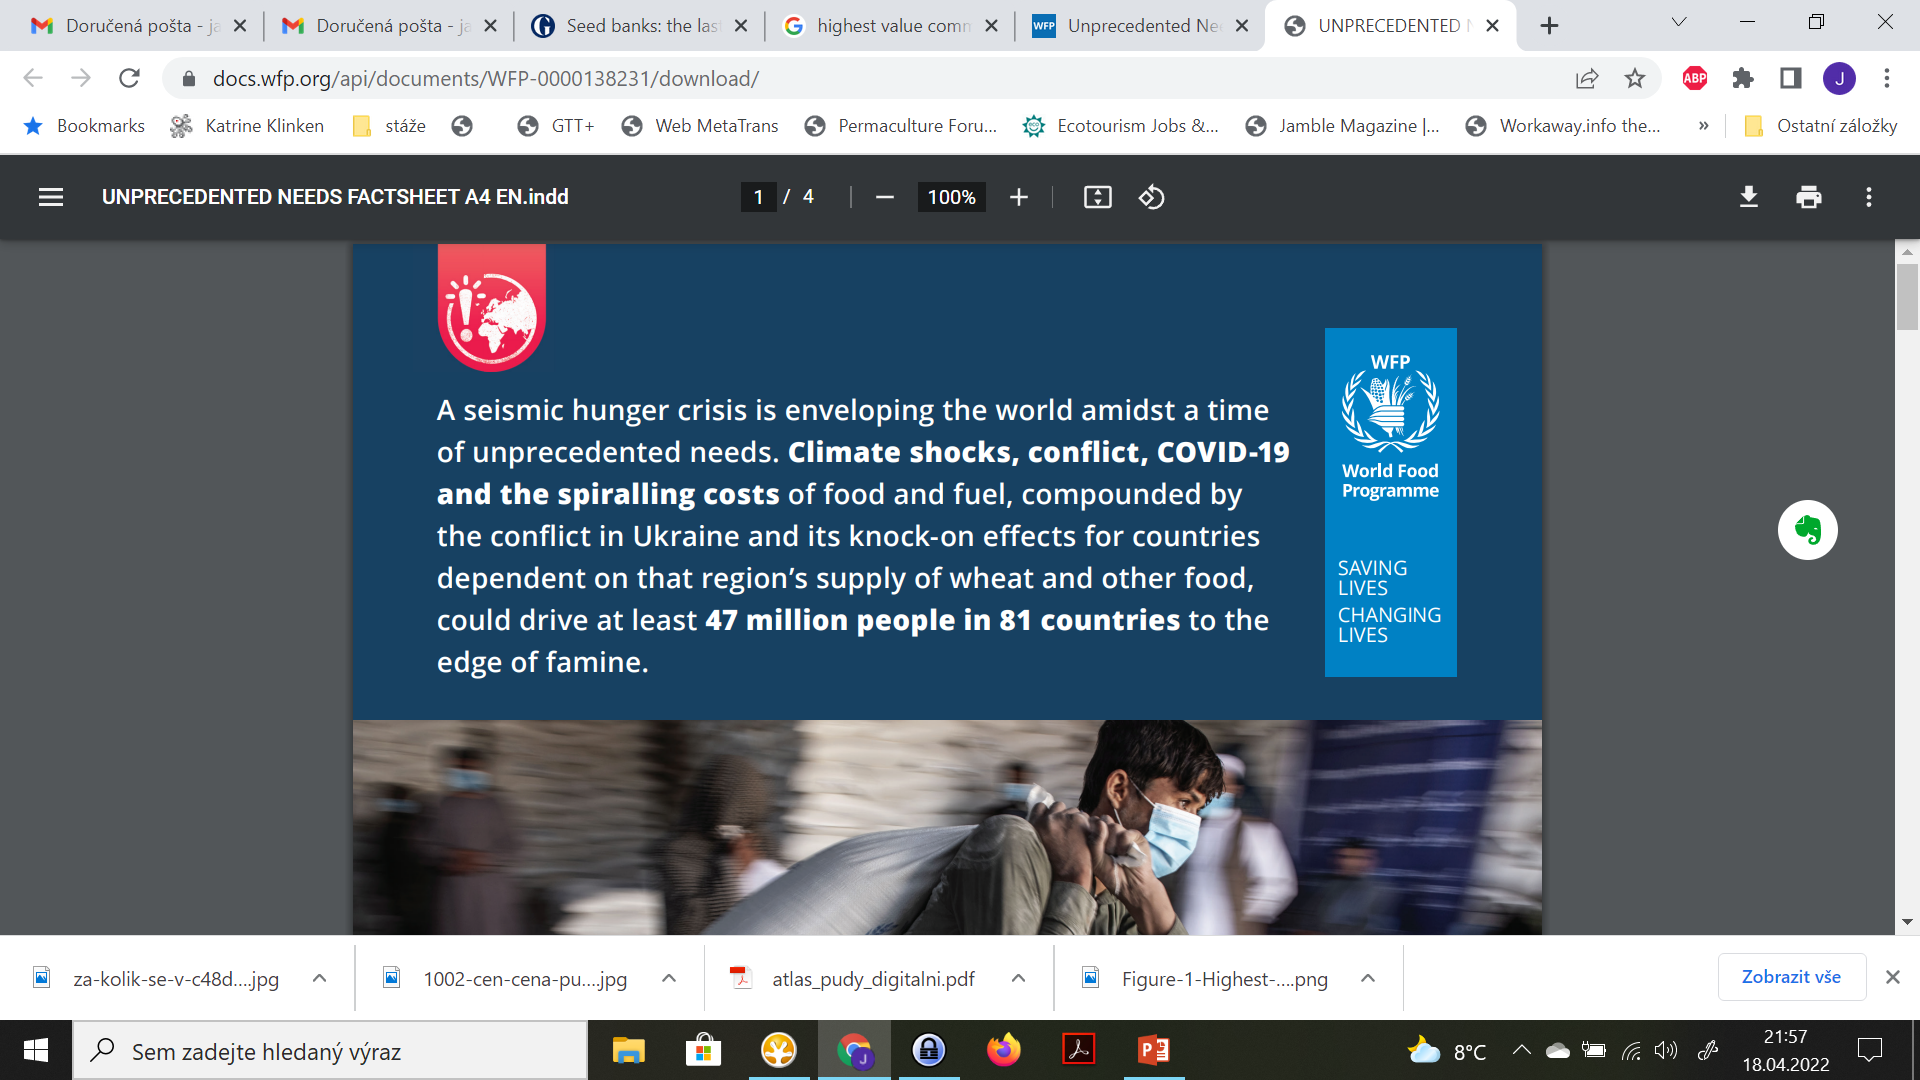 Doručená pošta - ja
Doručená pošta - ja
Seed banks: the last
highest value comm
WFP
Unprecedented Nee
UNPRECEDENTED N
docs.wfp.org/api/documents/WFP-0000138231/download/
ABP
J
Bookmarks
Katrine Klinken
stáže
GTT+
Web MetaTrans
Permaculture Foru...
Ecotourism Jobs &...
Jamble Magazine |...
Workaway.info the...
»
Ostatní záložky
UNPRECEDENTED NEEDS FACTSHEET A4 EN.indd
1 / 4
100%
A seismic hunger crisis is enveloping the world amidst a time
of unprecedented needs. Climate shocks, conflict, COVID-19
and the spiralling costs of food and fuel, compounded by
the conflict in Ukraine and its knock-on effects for countries
dependent on that region's supply of wheat and other food,
could drive at least 47 million people in 81 countries to the
edge of famine.
WFP
World Food
Programme
SAVING
LIVES
CHANGING
LIVES
za-kolik-se-v-c48d....jpg
1002-cen-cena-pu....jpg
atlas_pudy_digitalni.pdf
Figure-1-Highest-....png
Zobrazit vše
Sem zadejte hledaný výraz
J
8°C
21:57
18.04.2022